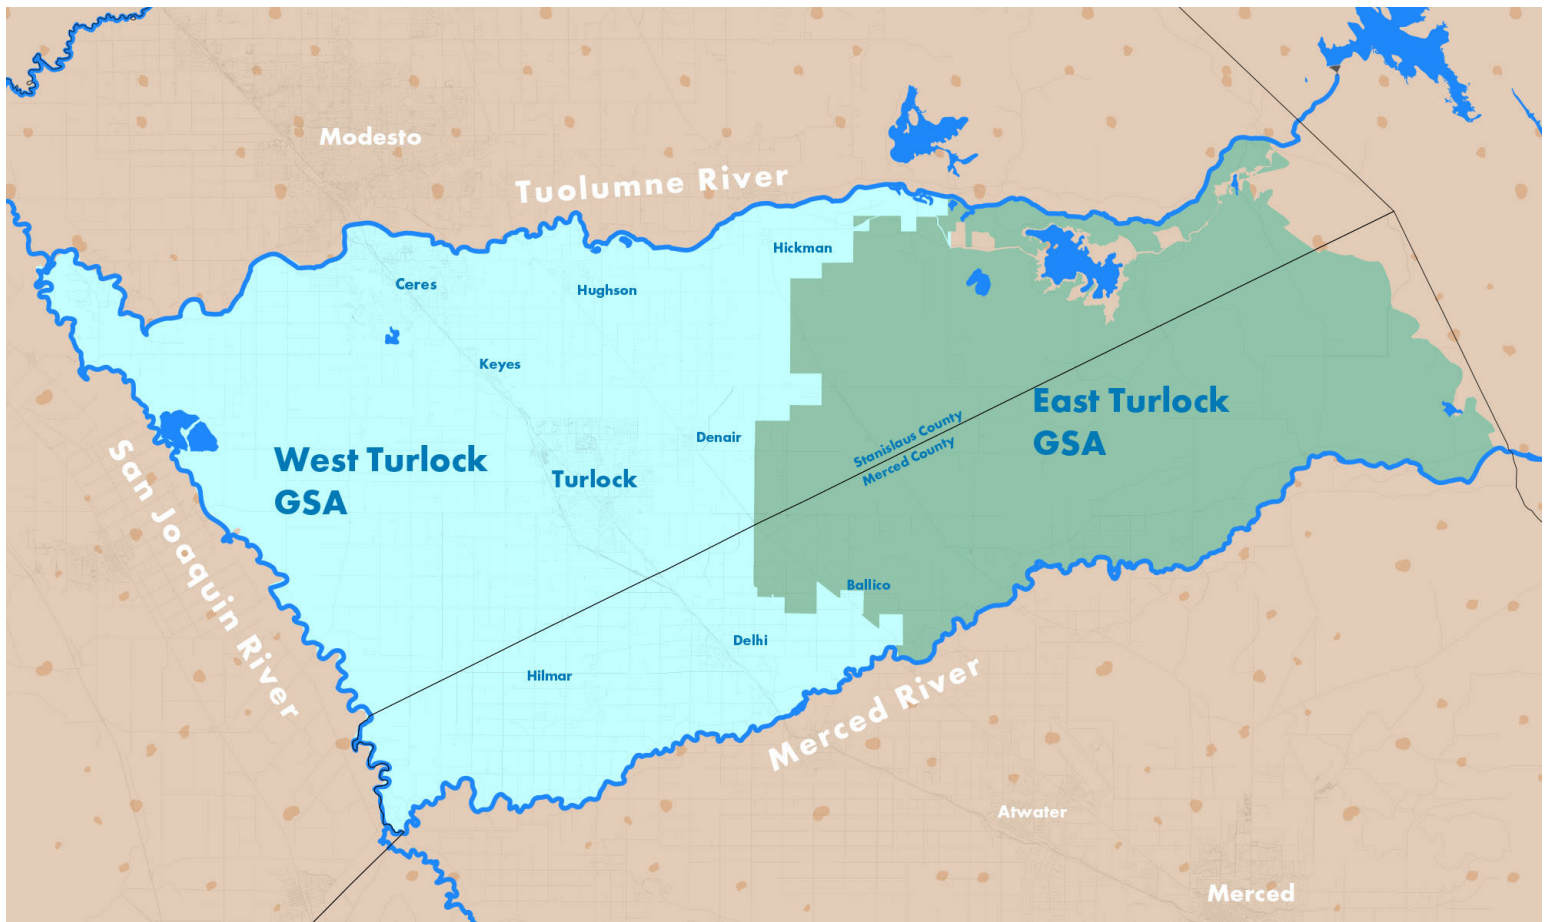 Modesto
Tuolumne River
Hickman
Ceres
Hughson
Keyes
East Turlock
GSA
Stanislaus County
Merced County
Denair
West Turlock
GSA
Turlock
San Joaquin River
Ballico
Delhi
Hilmar
Merced River
Atwater
Merced